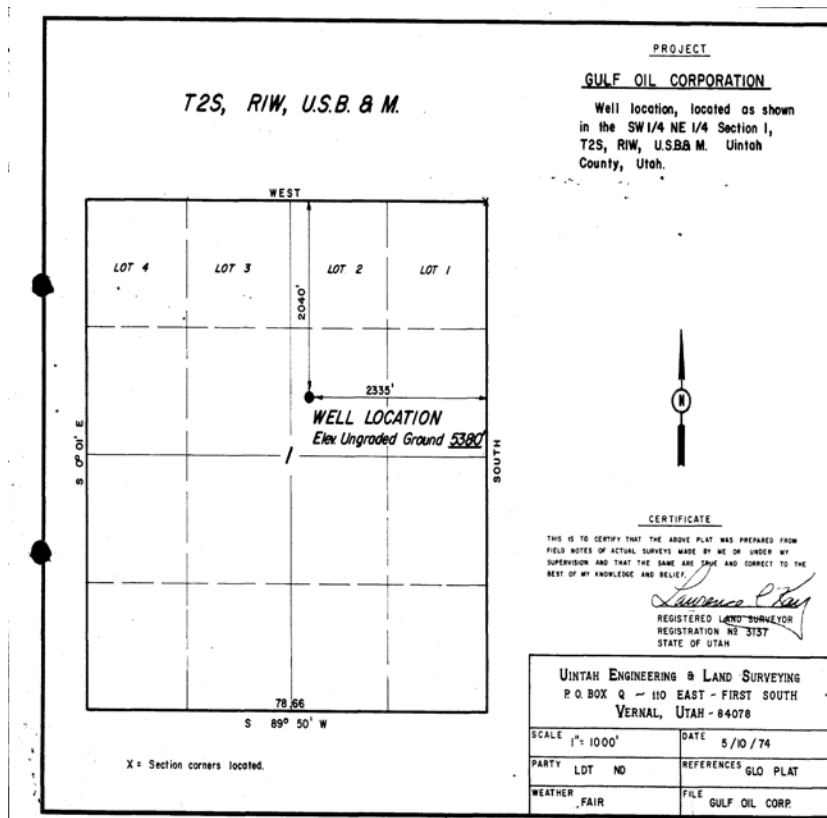 PROJECT
GULF OIL CORPORATION
Well location, located as shown
in the SW 1/4 NE 1/4 Section 1,
T2S, R1W, U.S.B.& M. Uintah
County, Utah.
T2S, R1W, U.S.B. & M.
WEST
LOT 4
LOT 3
LOT 2
LOT 1
2040'
2335'
WELL LOCATION
Elev. Ungraded Ground 5380'
S 0° 01' E
1
SOUTH
N
78.66
S 89° 50' W
X = Section corners located.
CERTIFICATE
THIS IS TO CERTIFY THAT THE ABOVE PLAT WAS PREPARED FROM
FIELD NOTES OF ACTUAL SURVEYS MADE BY ME OR UNDER MY
SUPERVISION AND THAT THE SAME ARE TRUE AND CORRECT TO THE
BEST OF MY KNOWLEDGE AND BELIEF.
Lawrence C. Kay
REGISTERED LAND SURVEYOR
REGISTRATION Nº 3137
STATE OF UTAH
UINTAH ENGINEERING & LAND SURVEYING
P. O. BOX Q - 110 EAST - FIRST SOUTH
VERNAL, UTAH - 84078
SCALE 1" = 1000'
DATE 5/10/74
PARTY LDT ND
REFERENCES GLO PLAT
WEATHER FAIR
FILE GULF OIL CORP.